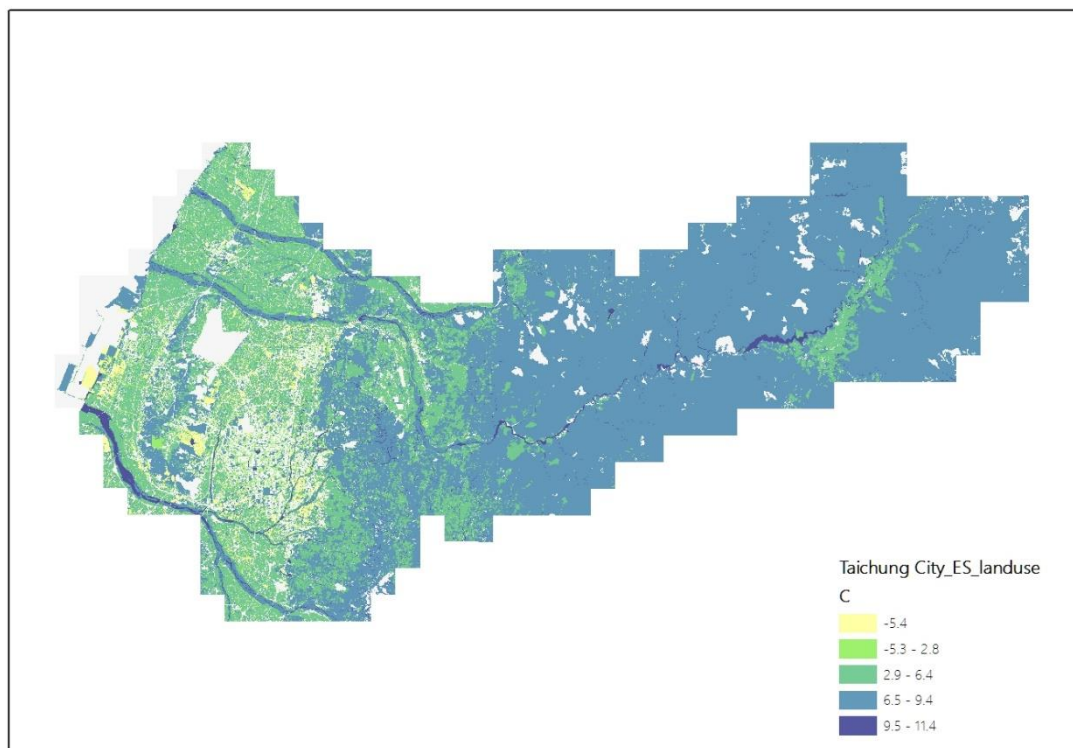 Taichung City_ES_landuse
C
-5.4
-5.3 - 2.8
2.9 - 6.4
6.5 - 9.4
9.5 - 11.4